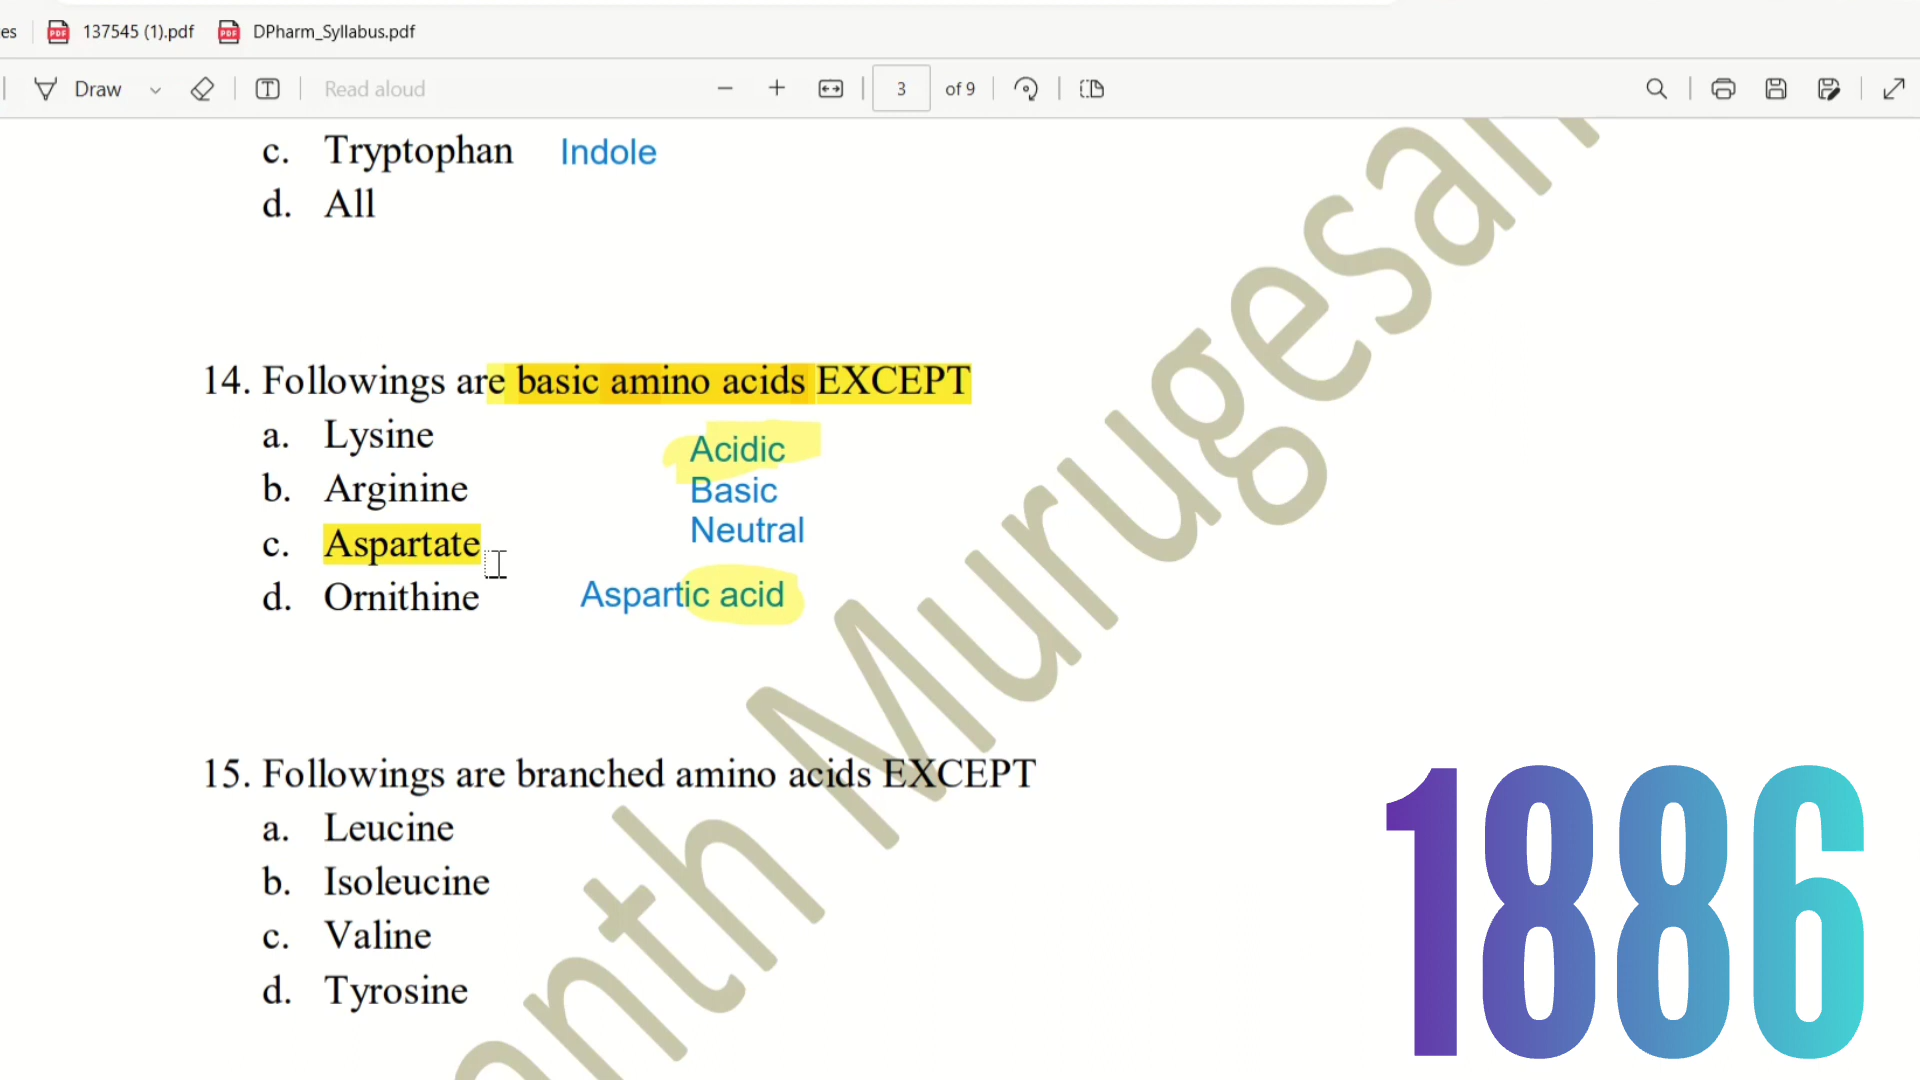 es 137545 (1).pdf DPharm_Syllabus.pdf
Draw Read aloud 3 of 9
c. Tryptophan Indole
d. All
14. Followings are basic amino acids EXCEPT
a. Lysine
Acidic
b. Arginine
Basic
Neutral
c. Aspartate
d. Ornithine
Aspartic acid
15. Followings are branched amino acids EXCEPT
a. Leucine
b. Isoleucine
c. Valine
d. Tyrosine
anth Murugesan
1886